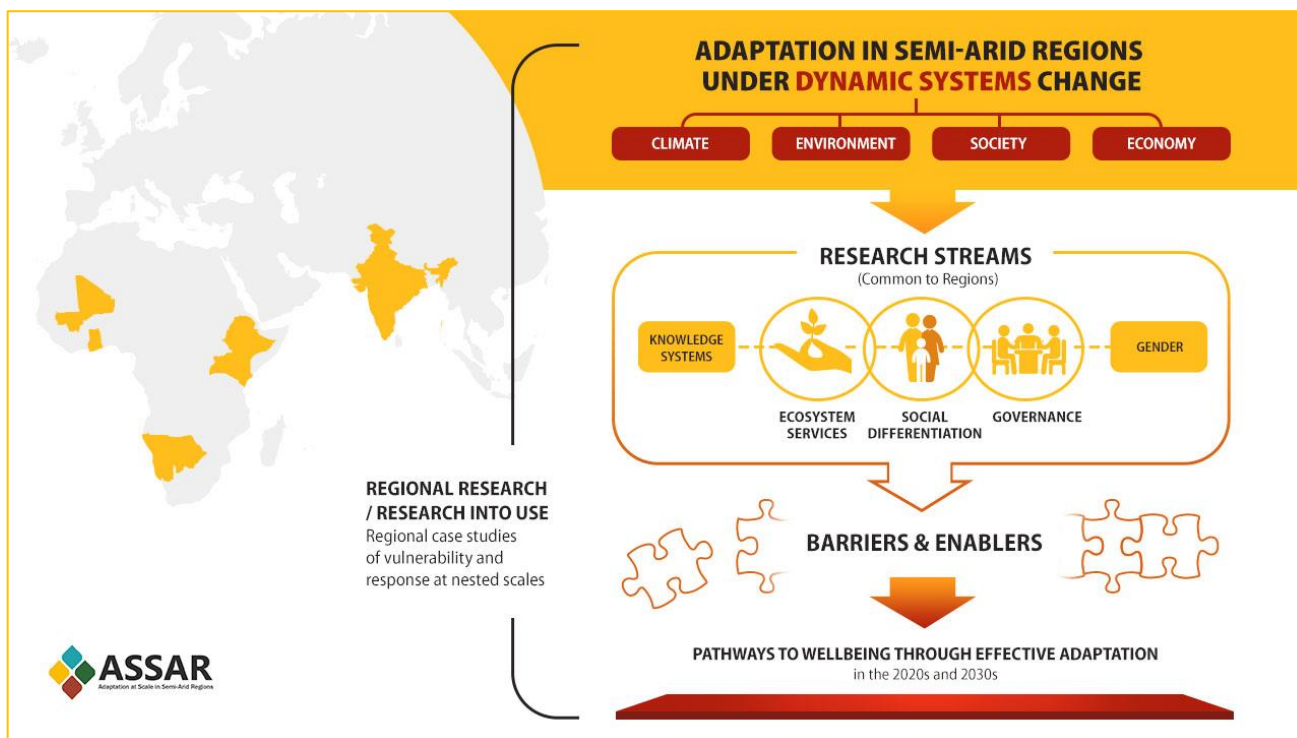 ADAPTATION IN SEMI-ARID REGIONS
UNDER DYNAMIC SYSTEMS CHANGE
CLIMATE
ENVIRONMENT
SOCIETY
ECONOMY
RESEARCH STREAMS
(Common to Regions)
KNOWLEDGE
SYSTEMS
GENDER
ECOSYSTEM
SERVICES
SOCIAL
DIFFERENTIATION
GOVERNANCE
REGIONAL RESEARCH
/ RESEARCH INTO USE
Regional case studies
of vulnerability and
response at nested scales
BARRIERS & ENABLERS
PATHWAYS TO WELLBEING THROUGH EFFECTIVE ADAPTATION
in the 2020s and 2030s
ASSAR
Adaptation at Scale in Semi-Arid Regions